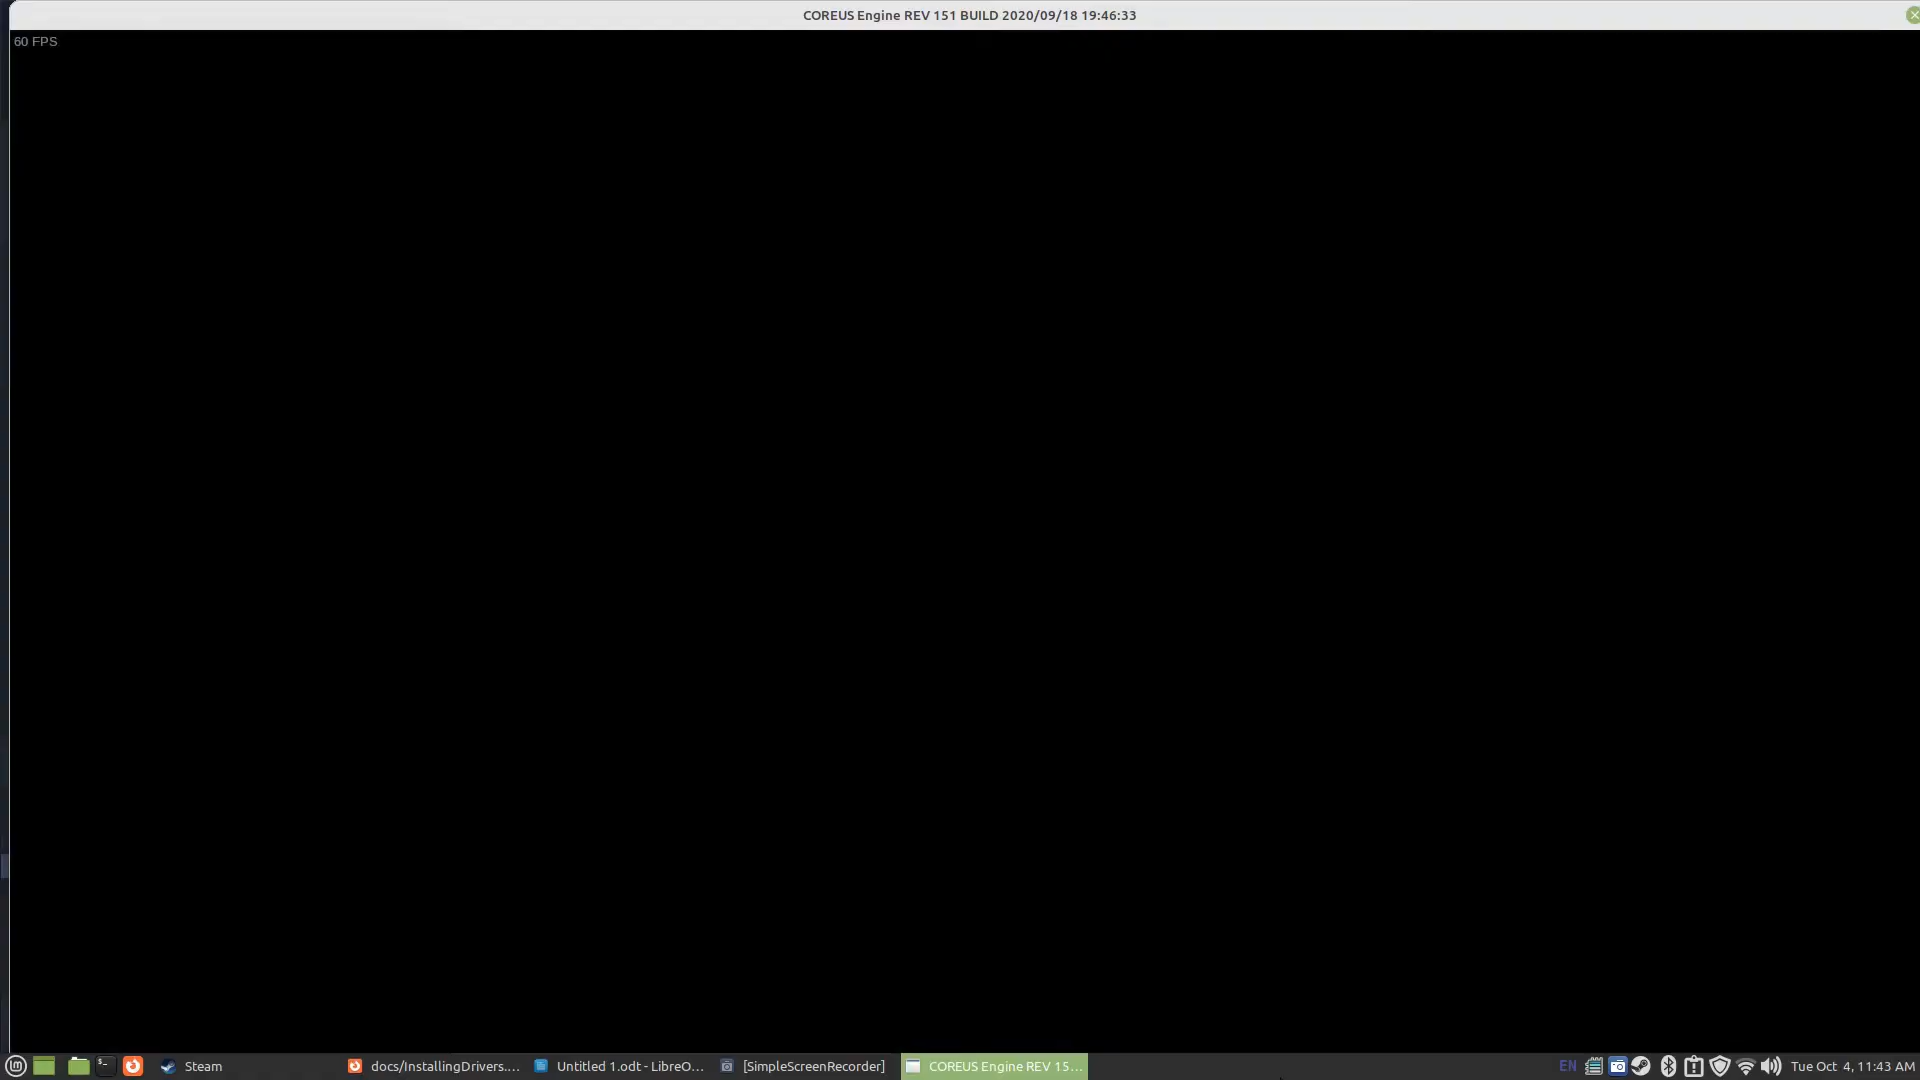 COREUS Engine REV 151 BUILD 2020/09/18 19:46:33
60 FPS
Steam
docs/InstallingDrivers....
Untitled 1.odt - LibreO...
[SimpleScreenRecorder]
COREUS Engine REV 15...
EN
Tue Oct 4, 11:43 AM